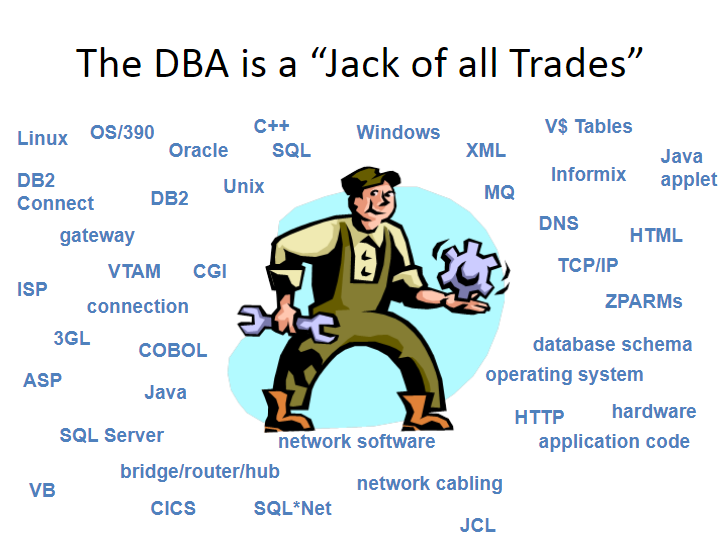 The DBA is a “Jack of all Trades”
Linux
OS/390
C++
Windows
V$ Tables
Oracle
SQL
XML
Java
applet
DB2
Connect
DB2
Unix
MQ
Informix
gateway
DNS
HTML
VTAM
CGI
TCP/IP
ISP
connection
ZPARMs
3GL
COBOL
database schema
ASP
Java
operating system
HTTP
hardware
SQL Server
network software
application code
bridge/router/hub
network cabling
VB
CICS
SQL*Net
JCL